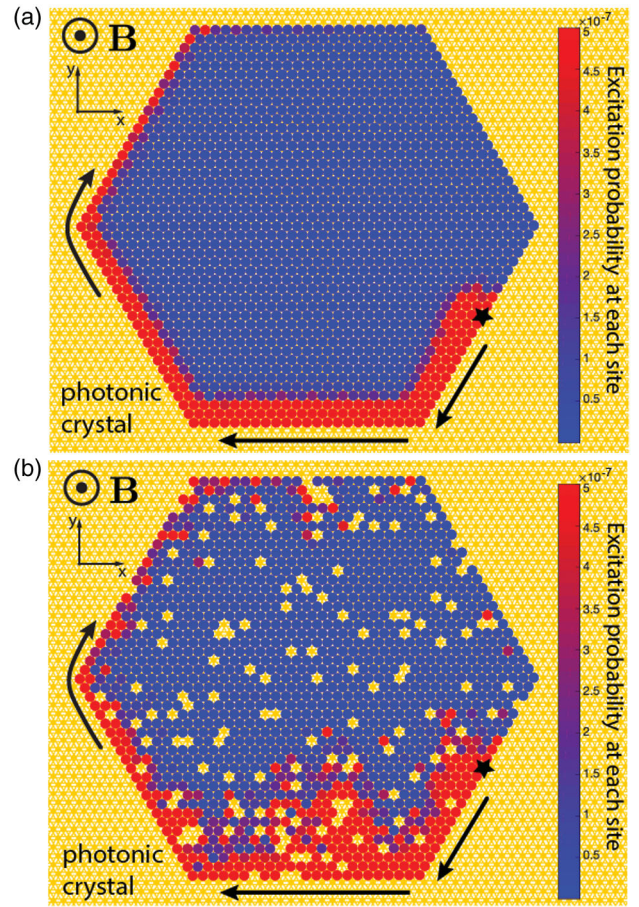 (a)
B
y
x
photonic
crystal
×10⁻⁷
5
4.5
4
3.5
3
2.5
2
1.5
1
0.5
Excitation probability at each site
(b)
B
y
x
photonic
crystal
×10⁻⁷
5
4.5
4
3.5
3
2.5
2
1.5
1
0.5
Excitation probability at each site